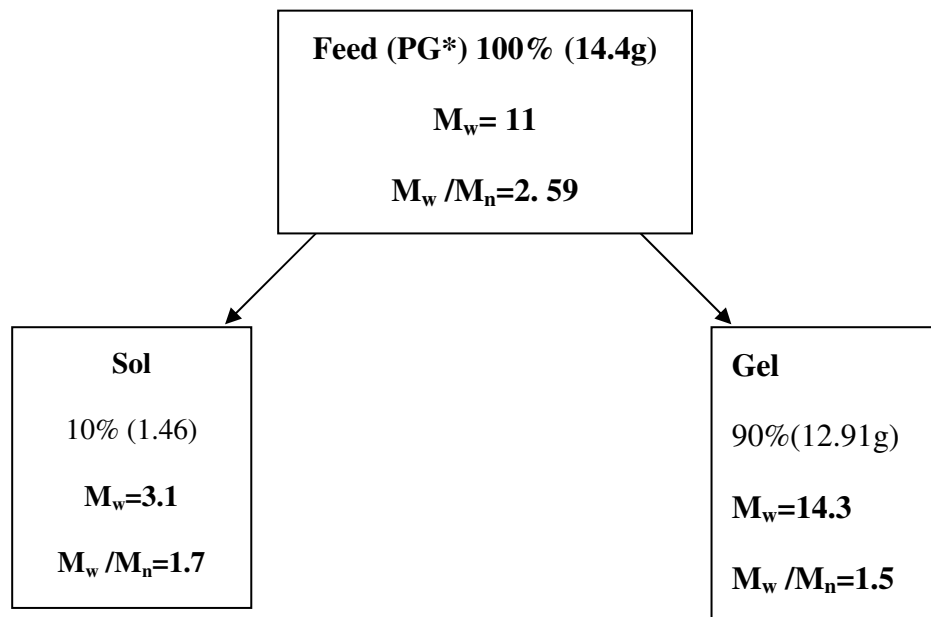 Feed (PG*) 100% (14.4g)
Mw= 11
Mw /Mn=2. 59
Sol
10% (1.46)
Mw=3.1
Mw /Mn=1.7
Gel
90%(12.91g)
Mw=14.3
Mw /Mn=1.5